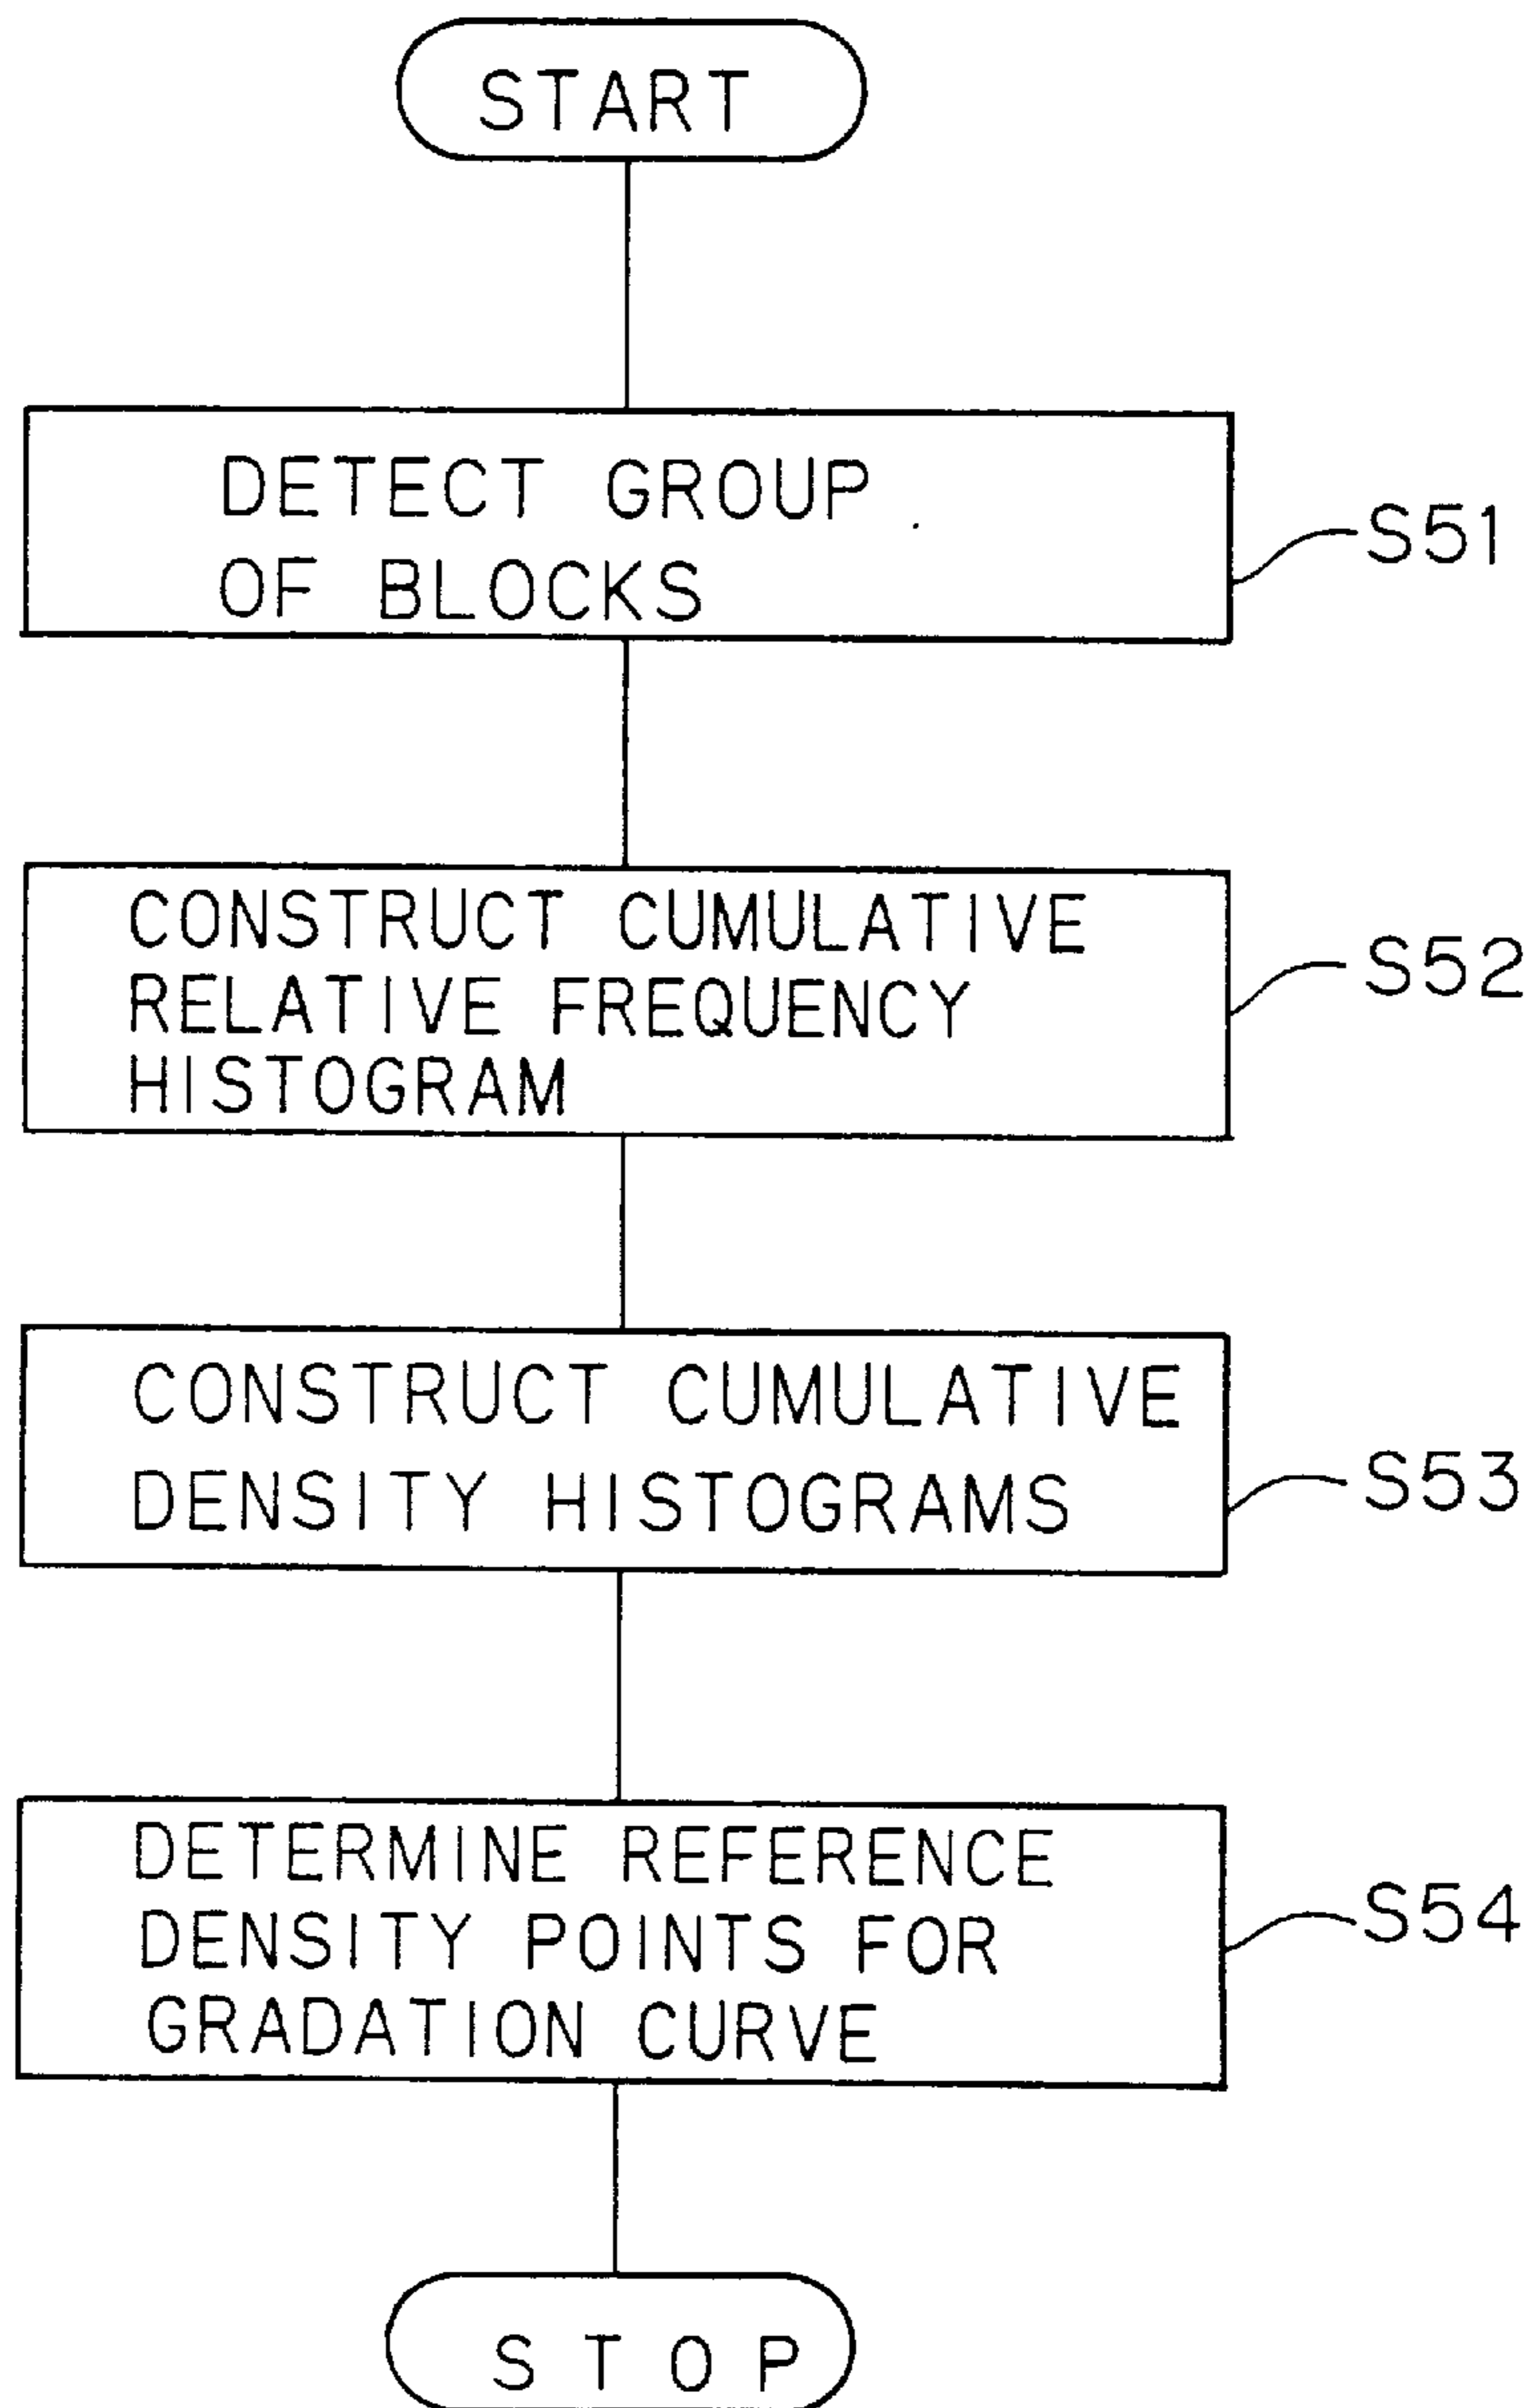 START
DETECT GROUP
OF BLOCKS
S51
CONSTRUCT CUMULATIVE
RELATIVE FREQUENCY
HISTOGRAM
S52
CONSTRUCT CUMULATIVE
DENSITY HISTOGRAMS
S53
DETERMINE REFERENCE
DENSITY POINTS FOR
GRADATION CURVE
S54
STOP